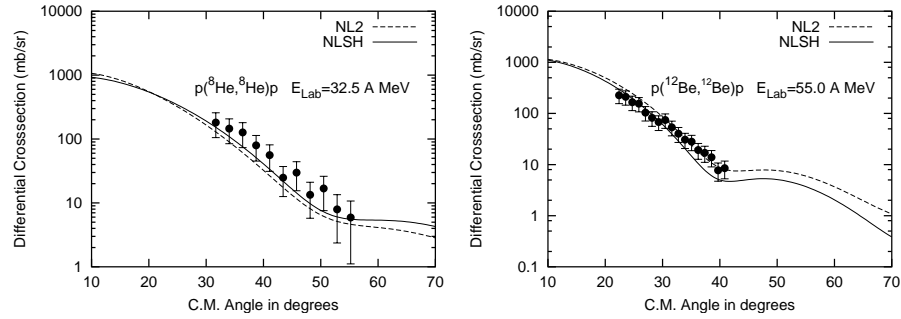 10000
1000
100
10
1
10 20 30 40 50 60 70
Differential Crosssection (mb/sr)
C.M. Angle in degrees
NL2
NLSH
p(⁸He,⁸He)p E_Lab=32.5 A MeV
10000
1000
100
10
1
0.1
10 20 30 40 50 60 70
Differential Crosssection (mb/sr)
C.M. Angle in degrees
NL2
NLSH
p(¹²Be,¹²Be)p E_Lab=55.0 A MeV